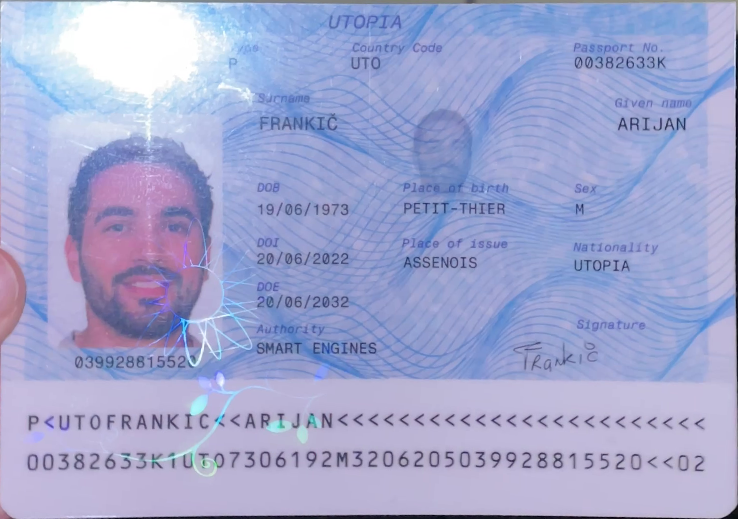 UTOPIA
Type Country Code Passport No.
P UTO 00382633K
Surname Given name
FRANKIČ ARIJAN
DOB Place of birth Sex
19/06/1973 PETIT-THIER M
DOI Place of issue Nationality
20/06/2022 ASSENOIS UTOPIA
DOE
20/06/2032
Authority Signature
SMART ENGINES Frankič
039928815520
P<UTOFRANKIC<<ARIJAN<<<<<<<<<<<<<<<<<<<<<<<<
00382633K1UTO7306192M3206205039928815520<<02